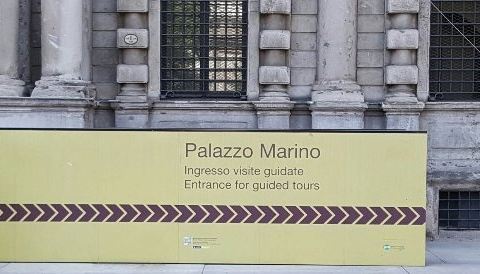 Palazzo Marino
Ingresso visite guidate
Entrance for guided tours